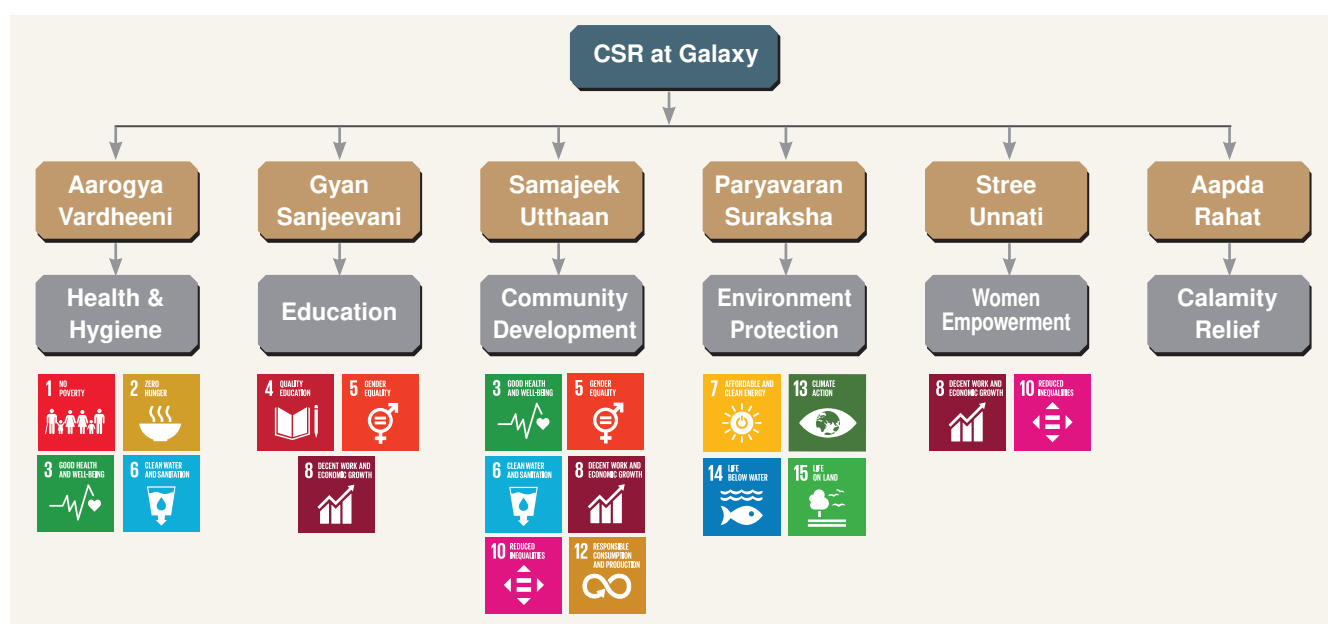 CSR at Galaxy
Aarogya
Vardheeni
Gyan
Sanjeevani
Samajeek
Utthaan
Paryavaran
Suraksha
Stree
Unnati
Aapda
Rahat
Health &
Hygiene
Education
Community
Development
Environment
Protection
Women
Empowerment
Calamity
Relief
1 NO
POVERTY
2 ZERO
HUNGER
3 GOOD HEALTH
AND WELL-BEING
6 CLEAN WATER
AND SANITATION
4 QUALITY
EDUCATION
5 GENDER
EQUALITY
8 DECENT WORK AND
ECONOMIC GROWTH
3 GOOD HEALTH
AND WELL-BEING
5 GENDER
EQUALITY
6 CLEAN WATER
AND SANITATION
8 DECENT WORK AND
ECONOMIC GROWTH
10 REDUCED
INEQUALITIES
12 RESPONSIBLE
CONSUMPTION
AND PRODUCTION
7 AFFORDABLE AND
CLEAN ENERGY
13 CLIMATE
ACTION
14 LIFE
BELOW WATER
15 LIFE
ON LAND
8 DECENT WORK AND
ECONOMIC GROWTH
10 REDUCED
INEQUALITIES